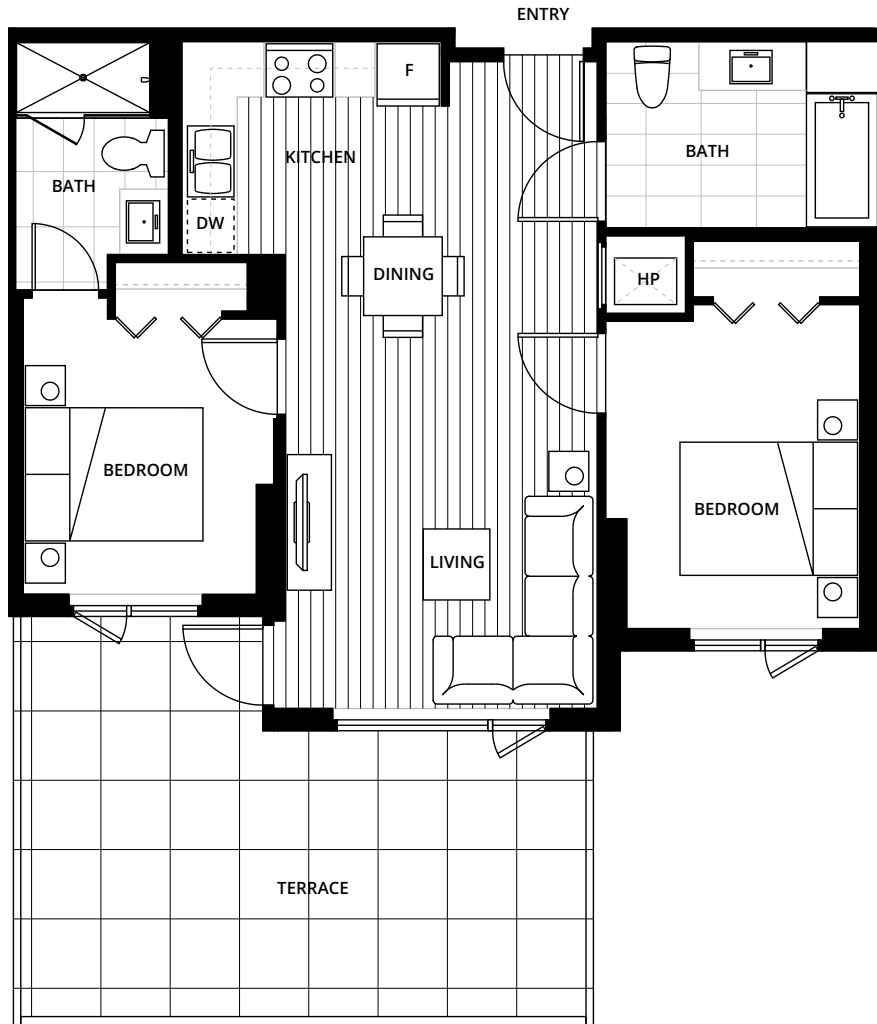 ENTRY
F
KITCHEN
BATH
BATH
DW
DINING
HP
BEDROOM
BEDROOM
LIVING
TERRACE